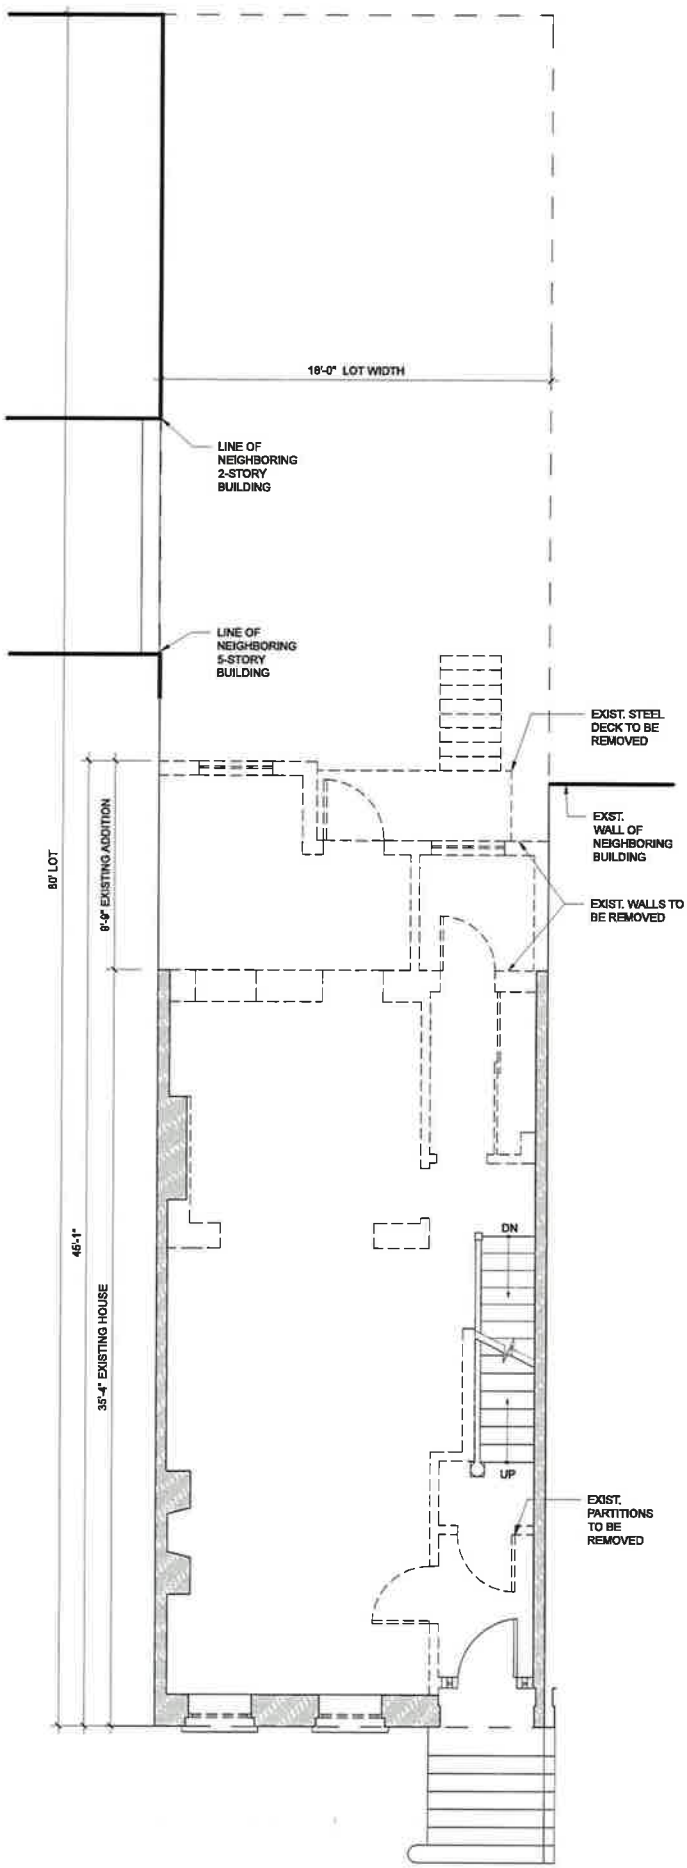 18'-0" LOT WIDTH
LINE OF
NEIGHBORING
2-STORY
BUILDING
LINE OF
NEIGHBORING
5-STORY
BUILDING
EXIST. STEEL
DECK TO BE
REMOVED
EXST.
WALL OF
NEIGHBORING
BUILDING
EXIST. WALLS TO
BE REMOVED
80' LOT
9'-9" EXISTING ADDITION
45'-1"
35'-4" EXISTING HOUSE
DN
UP
EXIST.
PARTITIONS
TO BE
REMOVED